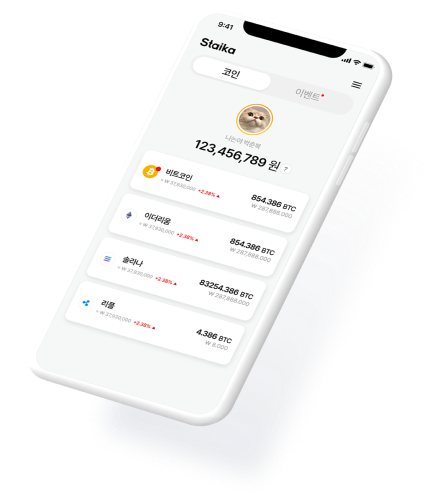 9:41
Staika
코인
이벤트
나는야 박춘복
123,456,789 원 ?
비트코인
≈ ₩ 37,930,000 +2.38% ▲
854.386 BTC
₩ 287,888,000
이더리움
≈ ₩ 37,930,000 +2.38% ▲
854.386 BTC
₩ 287,888,000
솔라나
≈ ₩ 37,930,000 +2.38% ▲
83254.386 BTC
₩ 287,888,000
리플
≈ ₩ 37,930,000 +2.38% ▲
4.386 BTC
₩ 6,000